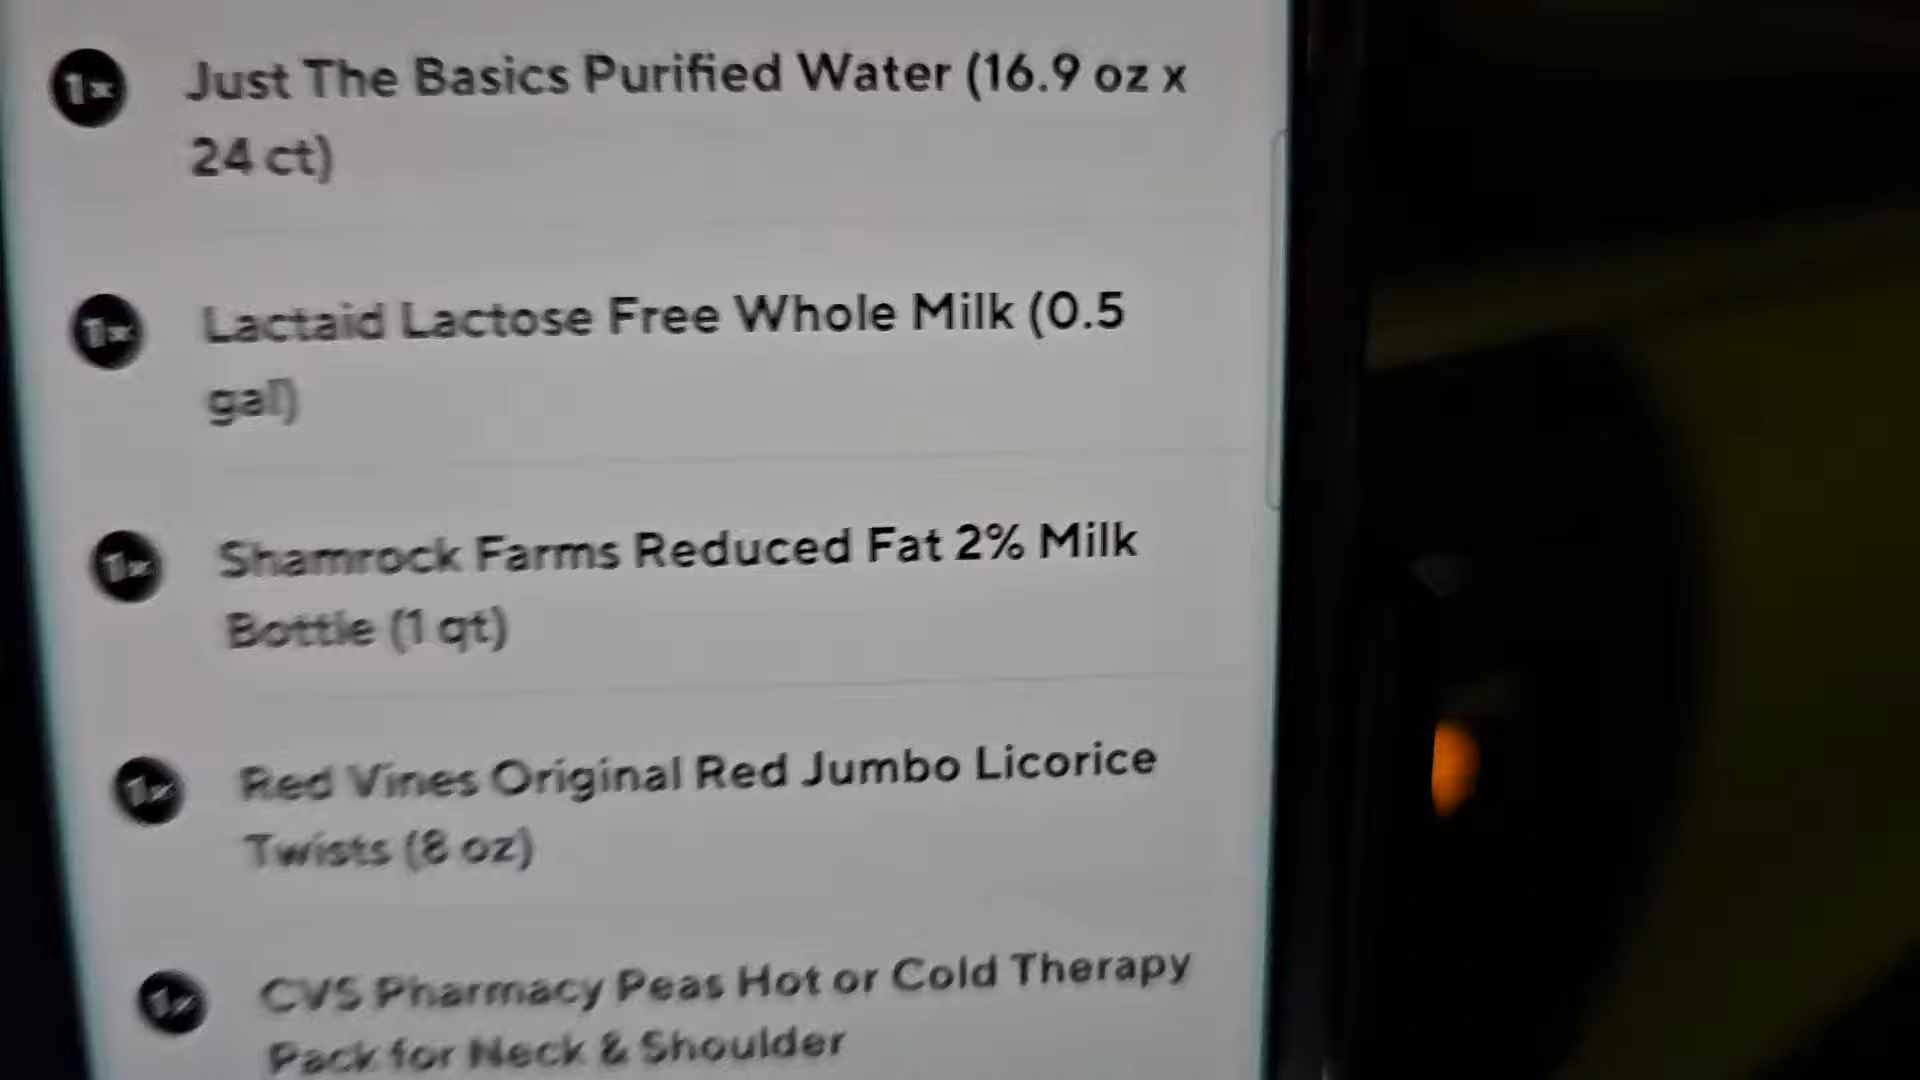 1x Just The Basics Purified Water (16.9 oz x
24 ct)
1x Lactaid Lactose Free Whole Milk (0.5
gal)
1x Shamrock Farms Reduced Fat 2% Milk
Bottle (1 qt)
1x Red Vines Original Red Jumbo Licorice
Twists (8 oz)
1x CVS Pharmacy Peas Hot or Cold Therapy
Pack for Neck & Shoulder